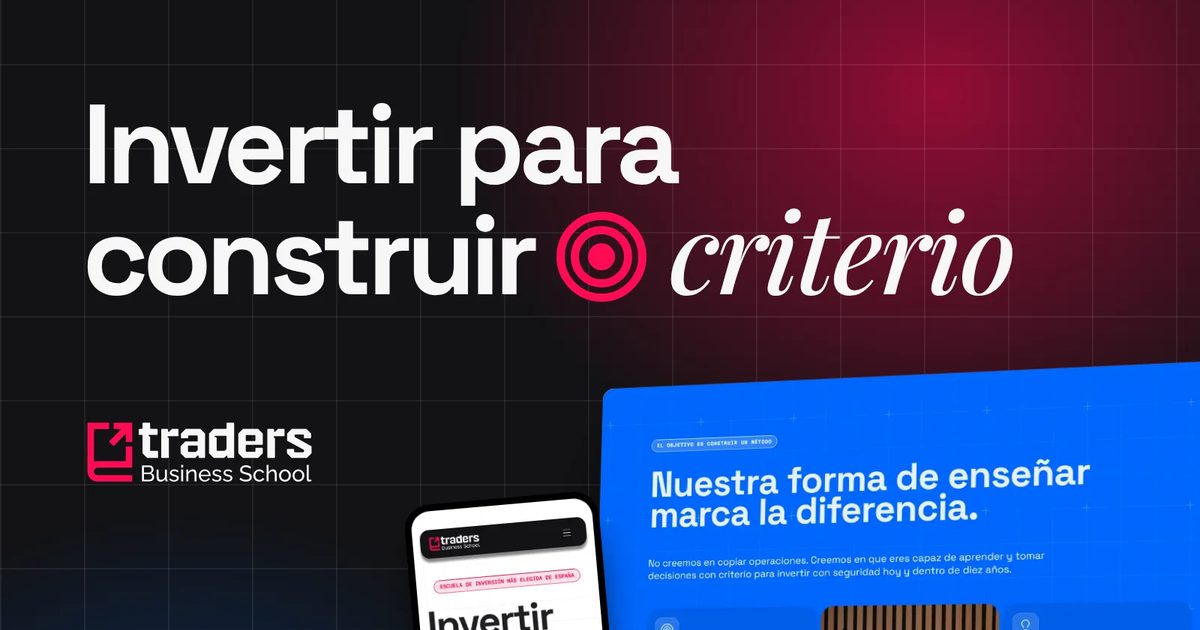 Invertir para
construir criterio
traders
Business School
EL OBJETIVO ES CONSTRUIR UN MÉTODO
Nuestra forma de enseñar
marca la diferencia.
No creemos en copiar operaciones. Creemos en que eres capaz de aprender y tomar
decisiones con criterio para invertir con seguridad hoy y dentro de diez años.
traders
Business School
ESCUELA DE INVERSIÓN MÁS ELEGIDA DE ESPAÑA
Invertir